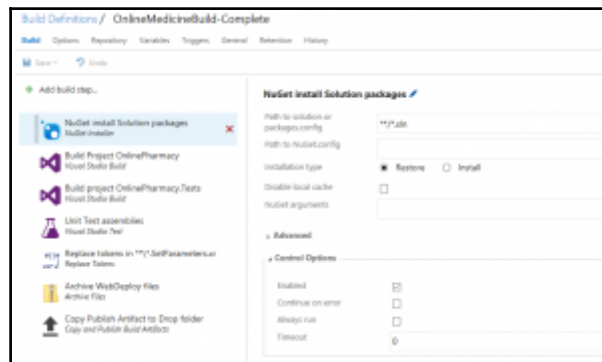 Build Definitions / OnlineMedicineBuild-Complete
Build Options Repository Variables Triggers General Retention History
Save Undo
Add build step...
NuGet install Solution packages
NuGet Installer
Build Project OnlinePharmacy
Visual Studio Build
Build project OnlinePharmacy.Tests
Visual Studio Build
Unit Test assemblies
Visual Studio Test
Replace tokens in **/*.SetParameters.xml
Replace Tokens
Archive WebDeploy files
Archive Files
Copy Publish Artifact to Drop folder
Copy and Publish Build Artifacts
NuGet install Solution packages
Path to solution or
packages.config
**/*.sln
Path to NuGet.config
Installation type Restore Install
Disable local cache
NuGet arguments
Advanced
Control Options
Enabled
Continue on error
Always run
Timeout 0